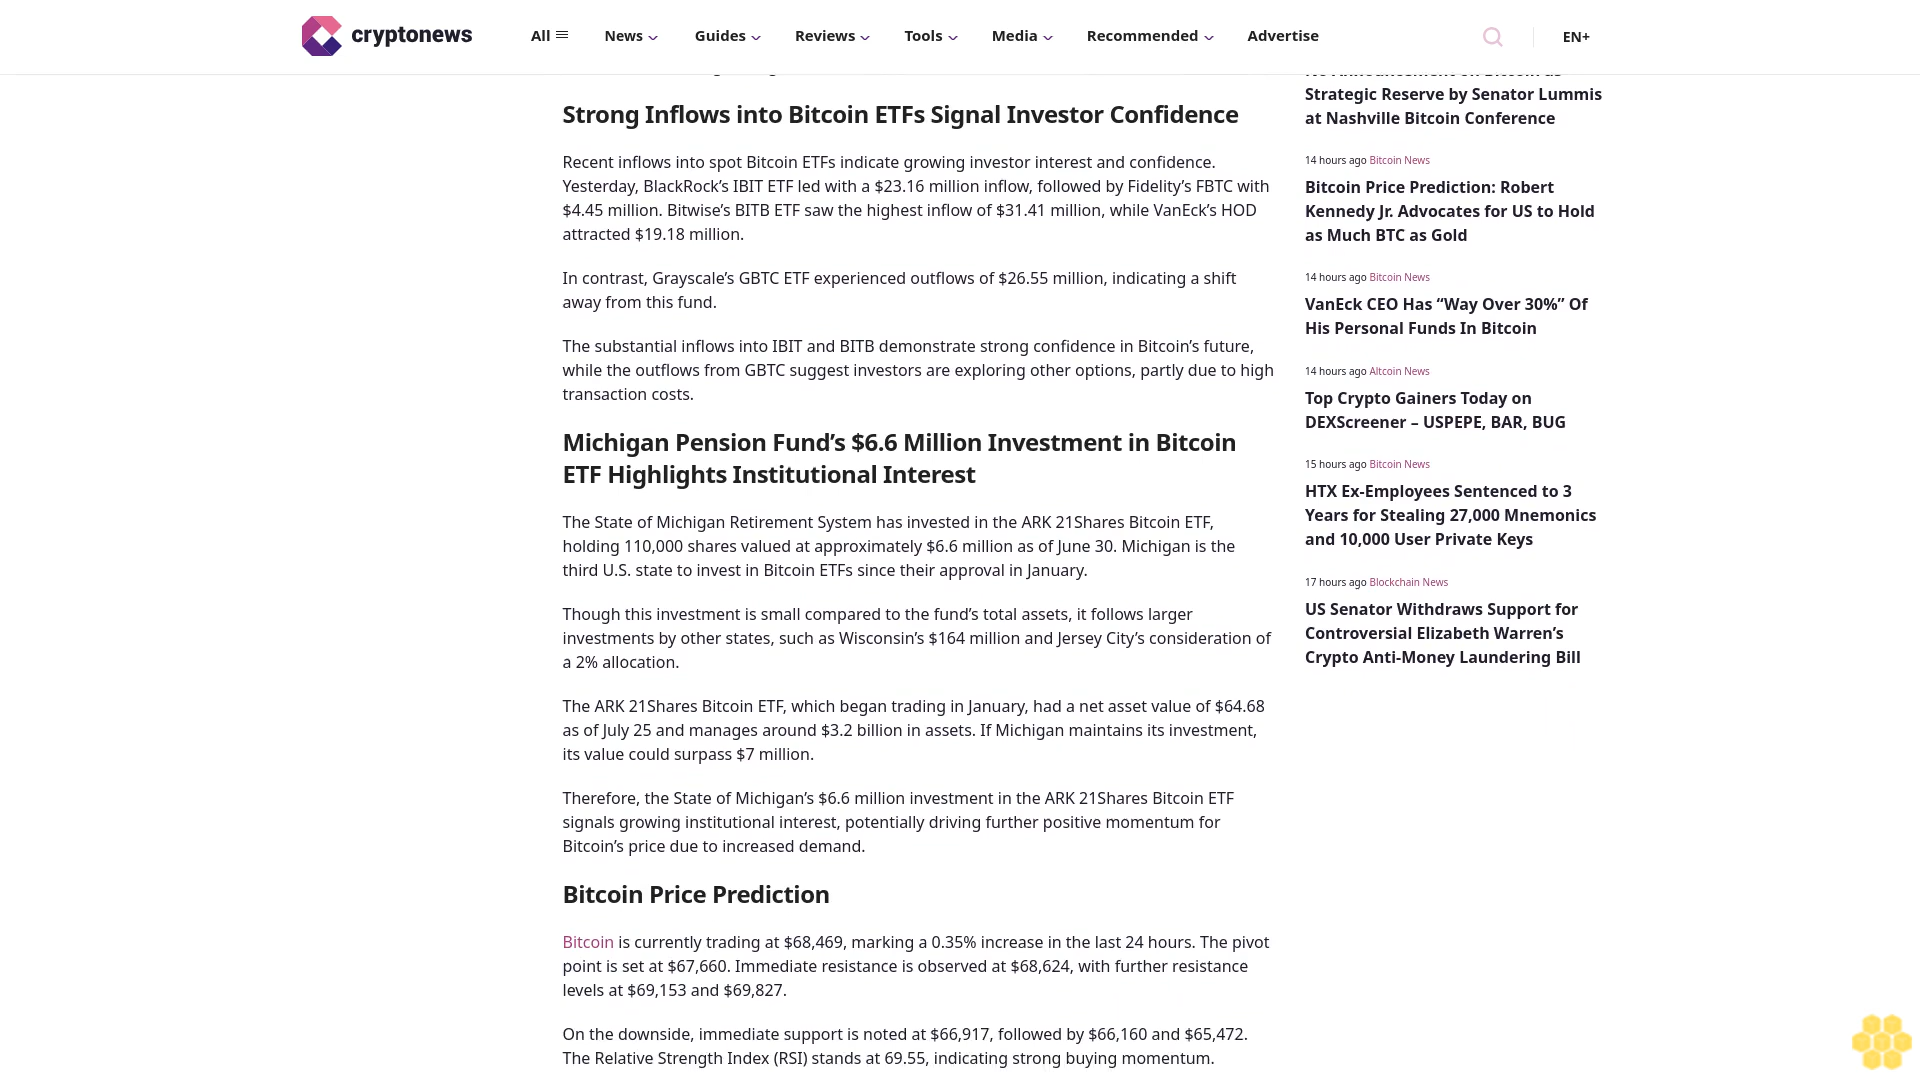 cryptonews
All
News
Guides
Reviews
Tools
Media
Recommended
Advertise
EN+
Strong Inflows into Bitcoin ETFs Signal Investor Confidence
Recent inflows into spot Bitcoin ETFs indicate growing investor interest and confidence.
Yesterday, BlackRock’s IBIT ETF led with a $23.16 million inflow, followed by Fidelity’s FBTC with
$4.45 million. Bitwise’s BITB ETF saw the highest inflow of $31.41 million, while VanEck’s HOD
attracted $19.18 million.
In contrast, Grayscale’s GBTC ETF experienced outflows of $26.55 million, indicating a shift
away from this fund.
The substantial inflows into IBIT and BITB demonstrate strong confidence in Bitcoin’s future,
while the outflows from GBTC suggest investors are exploring other options, partly due to high
transaction costs.
Michigan Pension Fund’s $6.6 Million Investment in Bitcoin
ETF Highlights Institutional Interest
The State of Michigan Retirement System has invested in the ARK 21Shares Bitcoin ETF,
holding 110,000 shares valued at approximately $6.6 million as of June 30. Michigan is the
third U.S. state to invest in Bitcoin ETFs since their approval in January.
Though this investment is small compared to the fund’s total assets, it follows larger
investments by other states, such as Wisconsin’s $164 million and Jersey City’s consideration of
a 2% allocation.
The ARK 21Shares Bitcoin ETF, which began trading in January, had a net asset value of $64.68
as of July 25 and manages around $3.2 billion in assets. If Michigan maintains its investment,
its value could surpass $7 million.
Therefore, the State of Michigan’s $6.6 million investment in the ARK 21Shares Bitcoin ETF
signals growing institutional interest, potentially driving further positive momentum for
Bitcoin’s price due to increased demand.
Bitcoin Price Prediction
Bitcoin is currently trading at $68,469, marking a 0.35% increase in the last 24 hours. The pivot
point is set at $67,660. Immediate resistance is observed at $68,624, with further resistance
levels at $69,153 and $69,827.
On the downside, immediate support is noted at $66,917, followed by $66,160 and $65,472.
The Relative Strength Index (RSI) stands at 69.55, indicating strong buying momentum.
Strategic Reserve by Senator Lummis
at Nashville Bitcoin Conference
14 hours ago Bitcoin News
Bitcoin Price Prediction: Robert
Kennedy Jr. Advocates for US to Hold
as Much BTC as Gold
14 hours ago Bitcoin News
VanEck CEO Has “Way Over 30%” Of
His Personal Funds In Bitcoin
14 hours ago Altcoin News
Top Crypto Gainers Today on
DEXScreener – USPEPE, BAR, BUG
15 hours ago Bitcoin News
HTX Ex-Employees Sentenced to 3
Years for Stealing 27,000 Mnemonics
and 10,000 User Private Keys
17 hours ago Blockchain News
US Senator Withdraws Support for
Controversial Elizabeth Warren’s
Crypto Anti-Money Laundering Bill